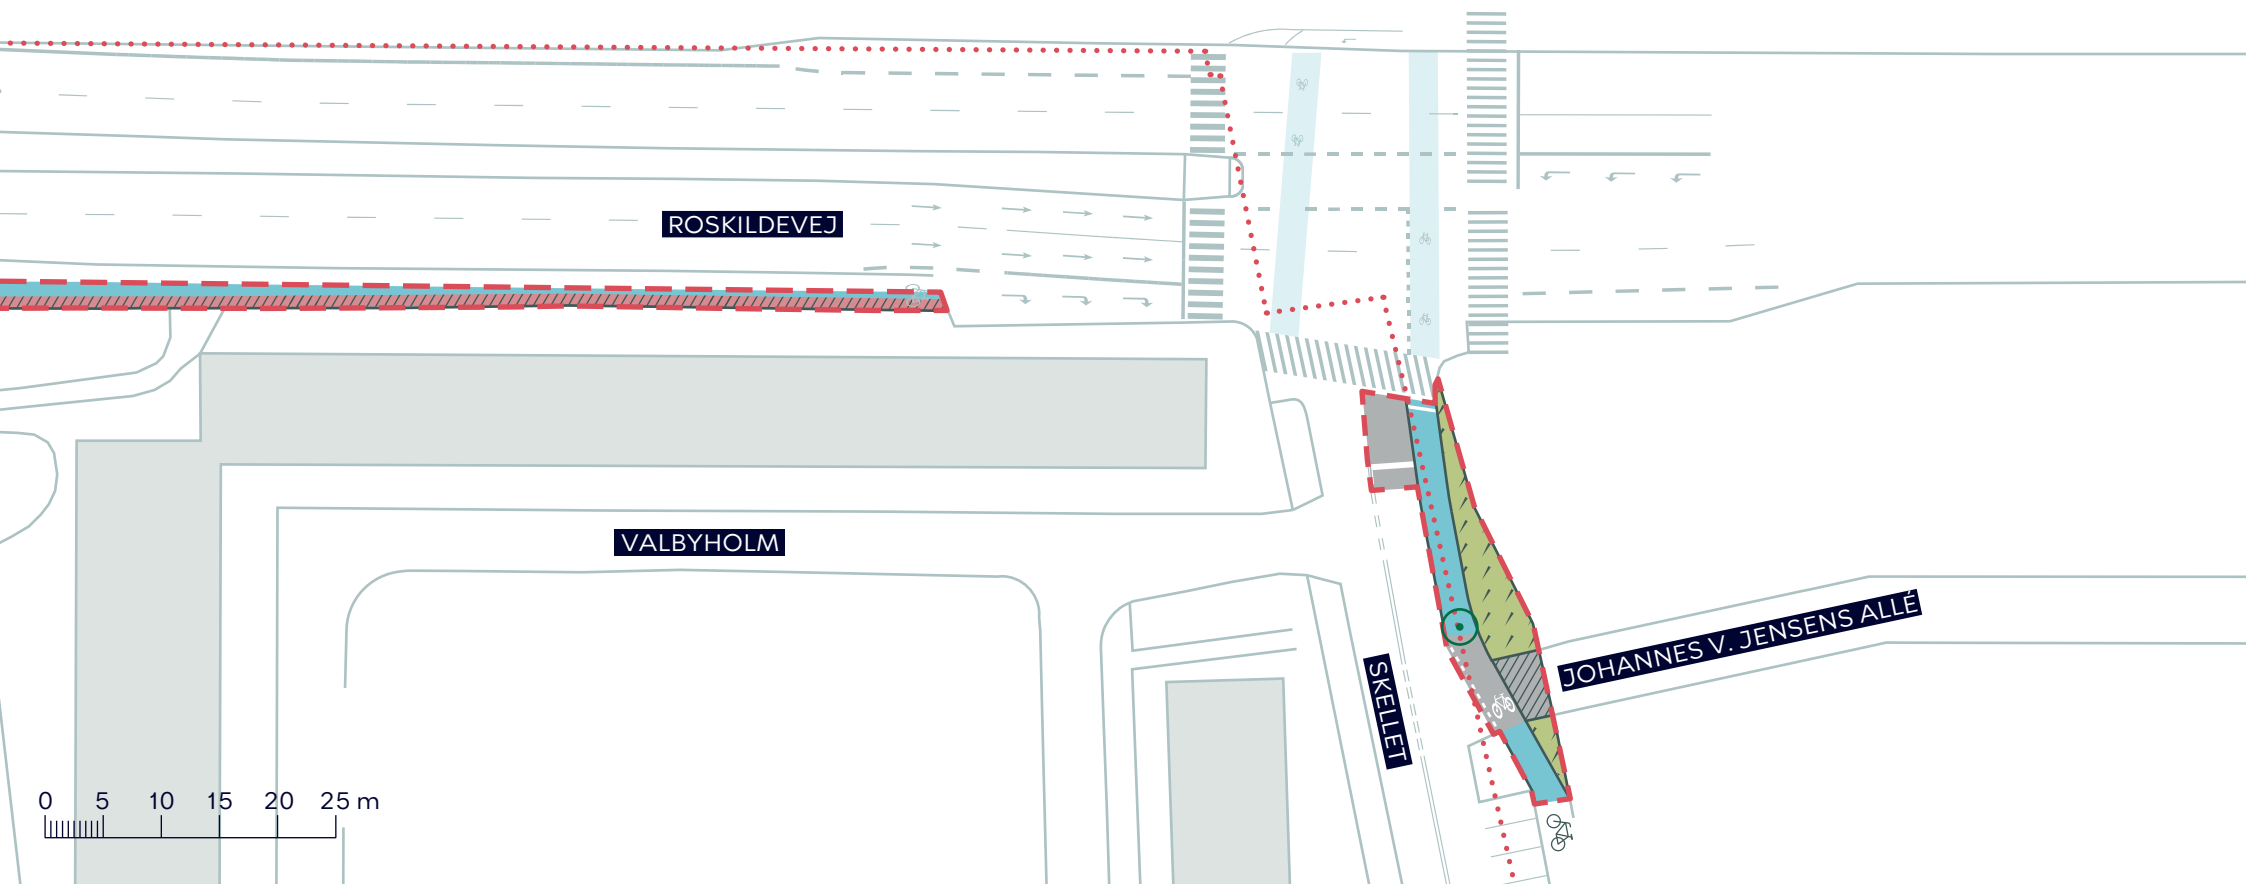 ROSKILDEVEJ
VALBYHOLM
JOHANNES V. JENSENS ALLÉ
SKELLET
0 5 10 15 20 25 m